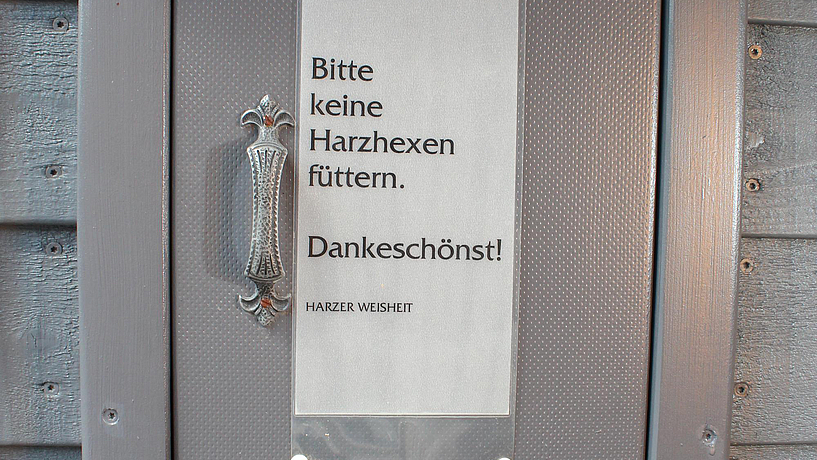 Bitte
keine
Harzhexen
füttern.
Dankeschönst!
HARZER WEISHEIT